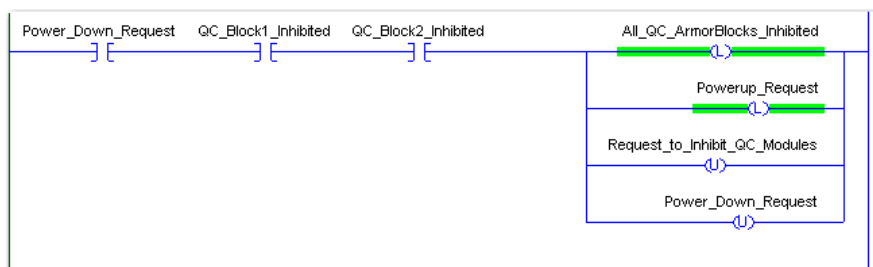 Power_Down_Request QC_Block1_Inhibited QC_Block2_Inhibited All_QC_ArmorBlocks_Inhibited
L
Powerup_Request
L
Request_to_Inhibit_QC_Modules
U
Power_Down_Request
U